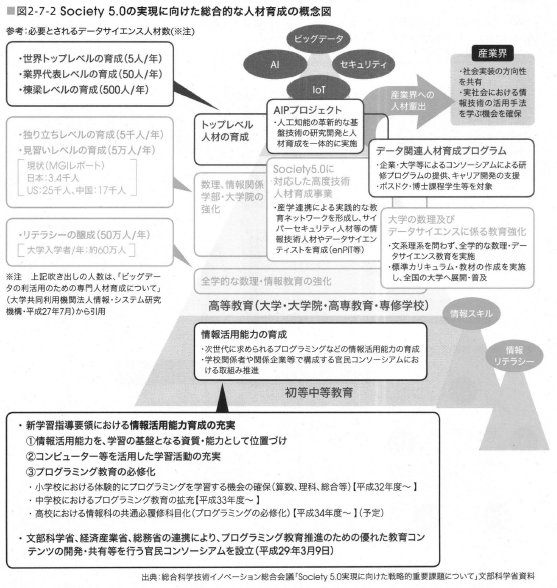 ■図2-7-2 Society 5.0の実現に向けた総合的な人材育成の概念図
参考:必要とされるデータサイエンス人材数(※注)
・世界トップレベルの育成(5人/年)
・業界代表レベルの育成(50人/年)
・棟梁レベルの育成(500人/年)
・独り立ちレベルの育成(5千人/年)
・見習いレベルの育成(5万人/年)
現状(MGIレポート)
日本:3.4千人
US:25千人、中国:17千人
・リテラシーの醸成(50万人/年)
大学入学者/年:約60万人
※注 上記吹き出しの人数は、「ビッグデー
タの利活用のための専門人材育成について」
(大学共同利用機関法人情報・システム研究
機構・平成27年7月)から引用
ビッグデータ
AI
セキュリティ
IoT
産業界への
人材輩出
産業界
・社会実装の方向性
を共有
・実社会における情
報技術の活用手法
を学ぶ機会を確保
トップレベル
人材の育成
AIPプロジェクト
・人工知能の革新的な基
盤技術の研究開発と人
材育成を一体的に実施
データ関連人材育成プログラム
・企業・大学等によるコンソーシアムによる研
修プログラムの提供、キャリア開発の支援
・ポスドク・博士課程学生等を対象
数理、情報関係
学部・大学院の
強化
Society5.0に
対応した高度技術
人材育成事業
・産学連携による実践的な教
育ネットワークを形成し、サイ
バーセキュリティ人材等の情
報技術人材やデータサイエン
ティストを育成(enPiT等)
大学の数理及び
データサイエンスに係る教育強化
・文系理系を問わず、全学的な数理・デー
タサイエンス教育を実施
・標準カリキュラム・教材の作成を実施
し、全国の大学へ展開・普及
全学的な数理・情報教育の強化
高等教育(大学・大学院・高専教育・専修学校)
情報スキル
情報
リテラシー
情報活用能力の育成
・次世代に求められるプログラミングなどの情報活用能力の育成
・学校関係者や関係企業等で構成する官民コンソーシアムにお
ける取組み推進
初等中等教育
・新学習指導要領における情報活用能力育成の充実
①情報活用能力を、学習の基盤となる資質・能力として位置づけ
②コンピューター等を活用した学習活動の充実
③プログラミング教育の必修化
・小学校における体験的にプログラミングを学習する機会の確保(算数、理科、総合等)【平成32年度〜】
・中学校におけるプログラミング教育の拡充【平成33年度〜】
・高校における情報科の共通必履修科目化(プログラミングの必修化)【平成34年度〜】(予定)
・文部科学省、経済産業省、総務省の連携により、プログラミング教育推進のための優れた教育コ
ンテンツの開発・共有等を行う官民コンソーシアムを設立(平成29年3月9日)
出典:総合科学技術イノベーション総合会議「Society 5.0実現に向けた戦略的重要課題について」文部科学省資料